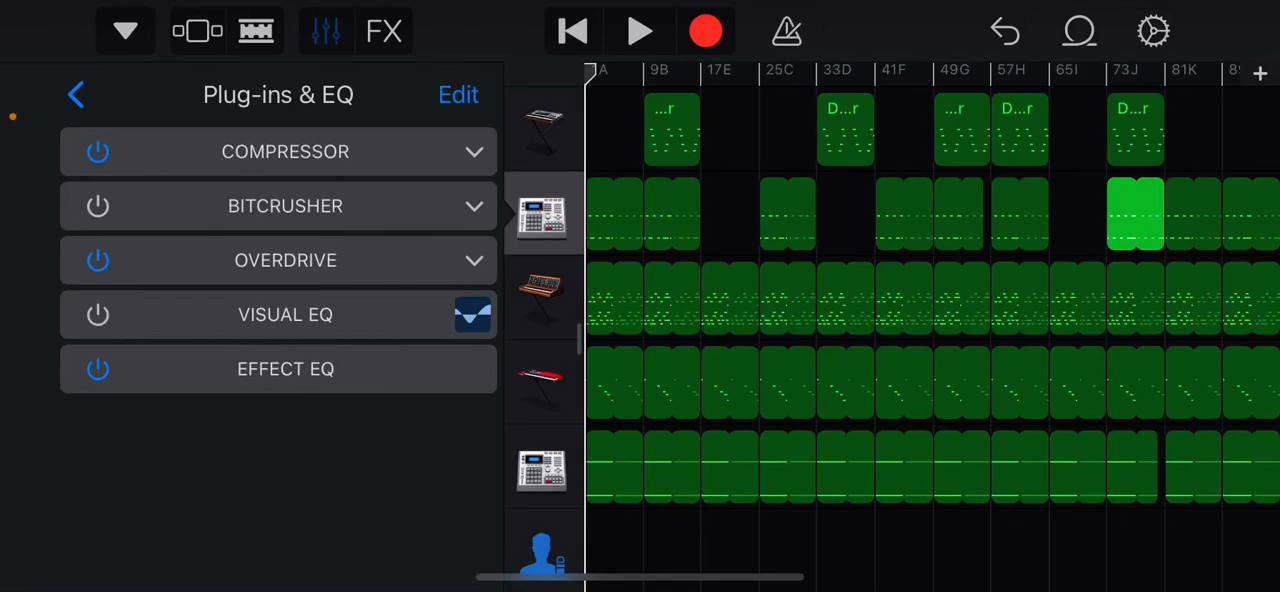 FX
Plug-ins & EQ
Edit
COMPRESSOR
BITCRUSHER
OVERDRIVE
VISUAL EQ
EFFECT EQ
A 9B 17E 25C 33D 41F 49G 57H 65I 73J 81K
...r D...r ...r D...r D...r